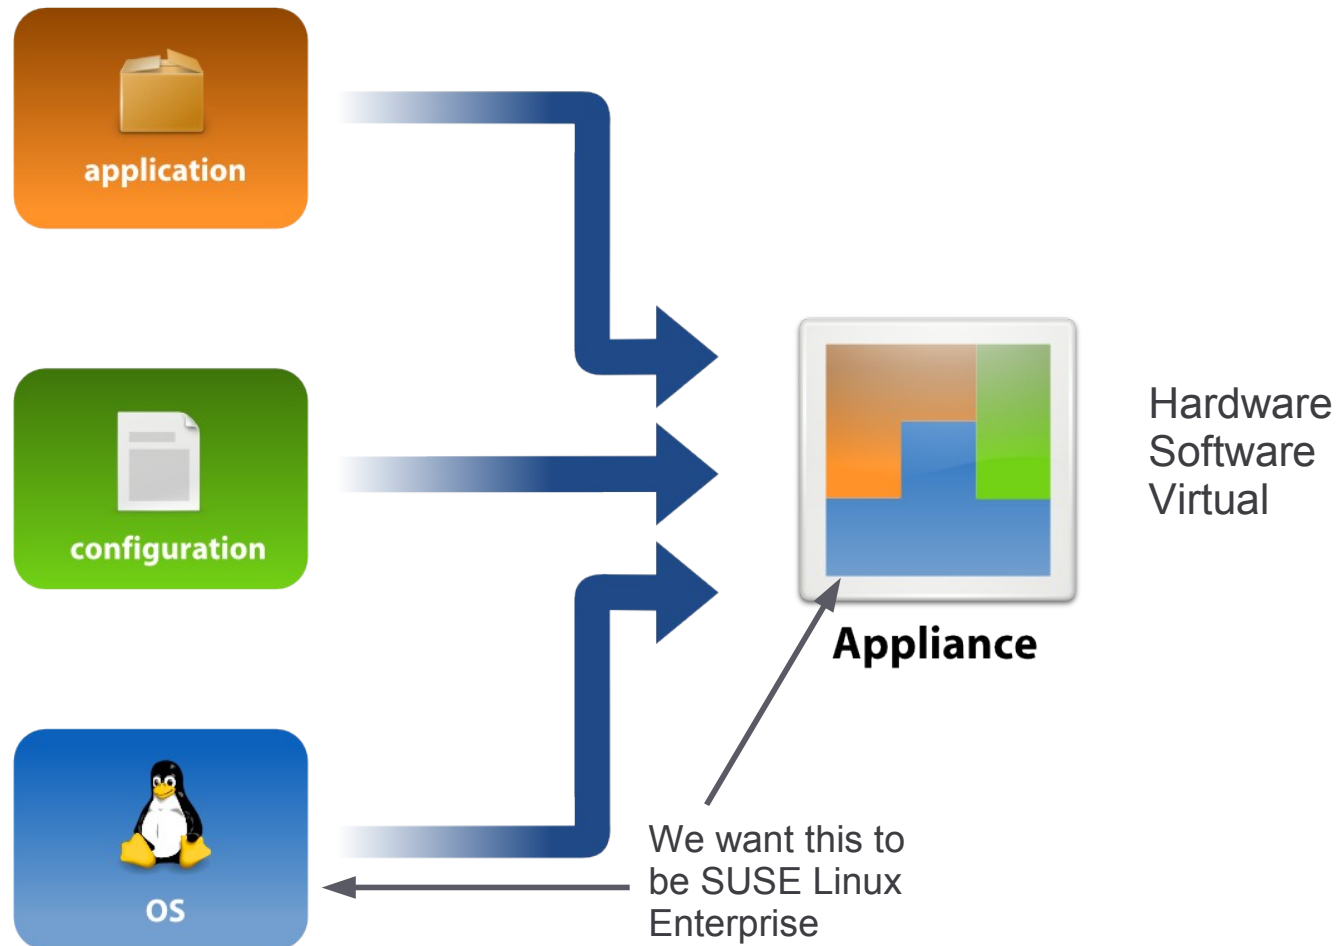 application
configuration
OS
Appliance
Hardware
Software
Virtual
We want this to
be SUSE Linux
Enterprise